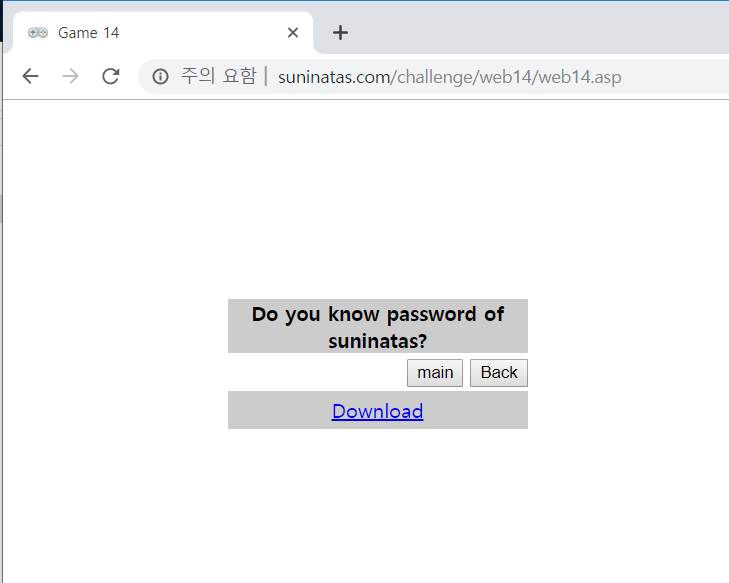 Game 14
주의 요함 | suninatas.com/challenge/web14/web14.asp
Do you know password of
suninatas?
main Back
Download